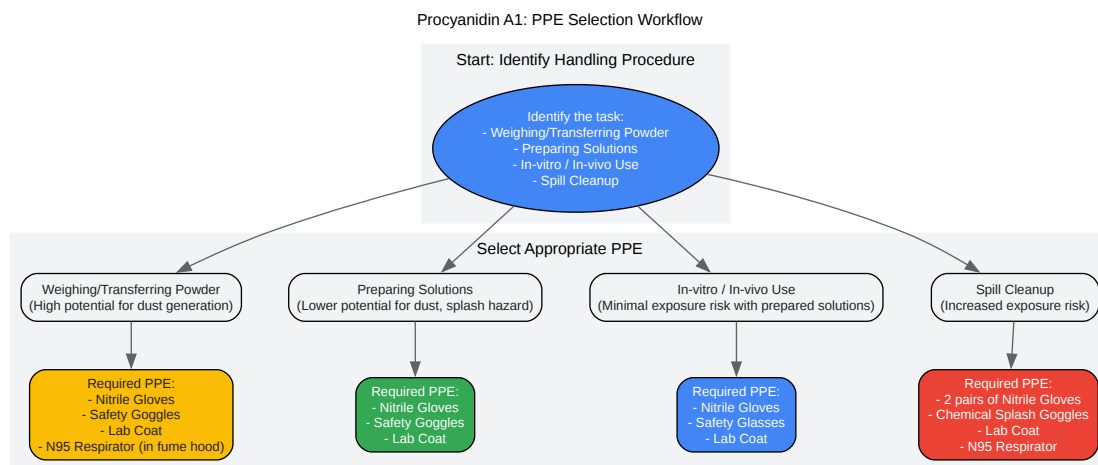 Procyanidin A1: PPE Selection Workflow
Start: Identify Handling Procedure
Identify the task:
- Weighing/Transferring Powder
- Preparing Solutions
- In-vitro / In-vivo Use
- Spill Cleanup
Select Appropriate PPE
Weighing/Transferring Powder
(High potential for dust generation)
Preparing Solutions
(Lower potential for dust, splash hazard)
In-vitro / In-vivo Use
(Minimal exposure risk with prepared solutions)
Spill Cleanup
(Increased exposure risk)
Required PPE:
- Nitrile Gloves
- Safety Goggles
- Lab Coat
- N95 Respirator (in fume hood)
Required PPE:
- Nitrile Gloves
- Safety Goggles
- Lab Coat
Required PPE:
- Nitrile Gloves
- Safety Glasses
- Lab Coat
Required PPE:
- 2 pairs of Nitrile Gloves
- Chemical Splash Goggles
- Lab Coat
- N95 Respirator